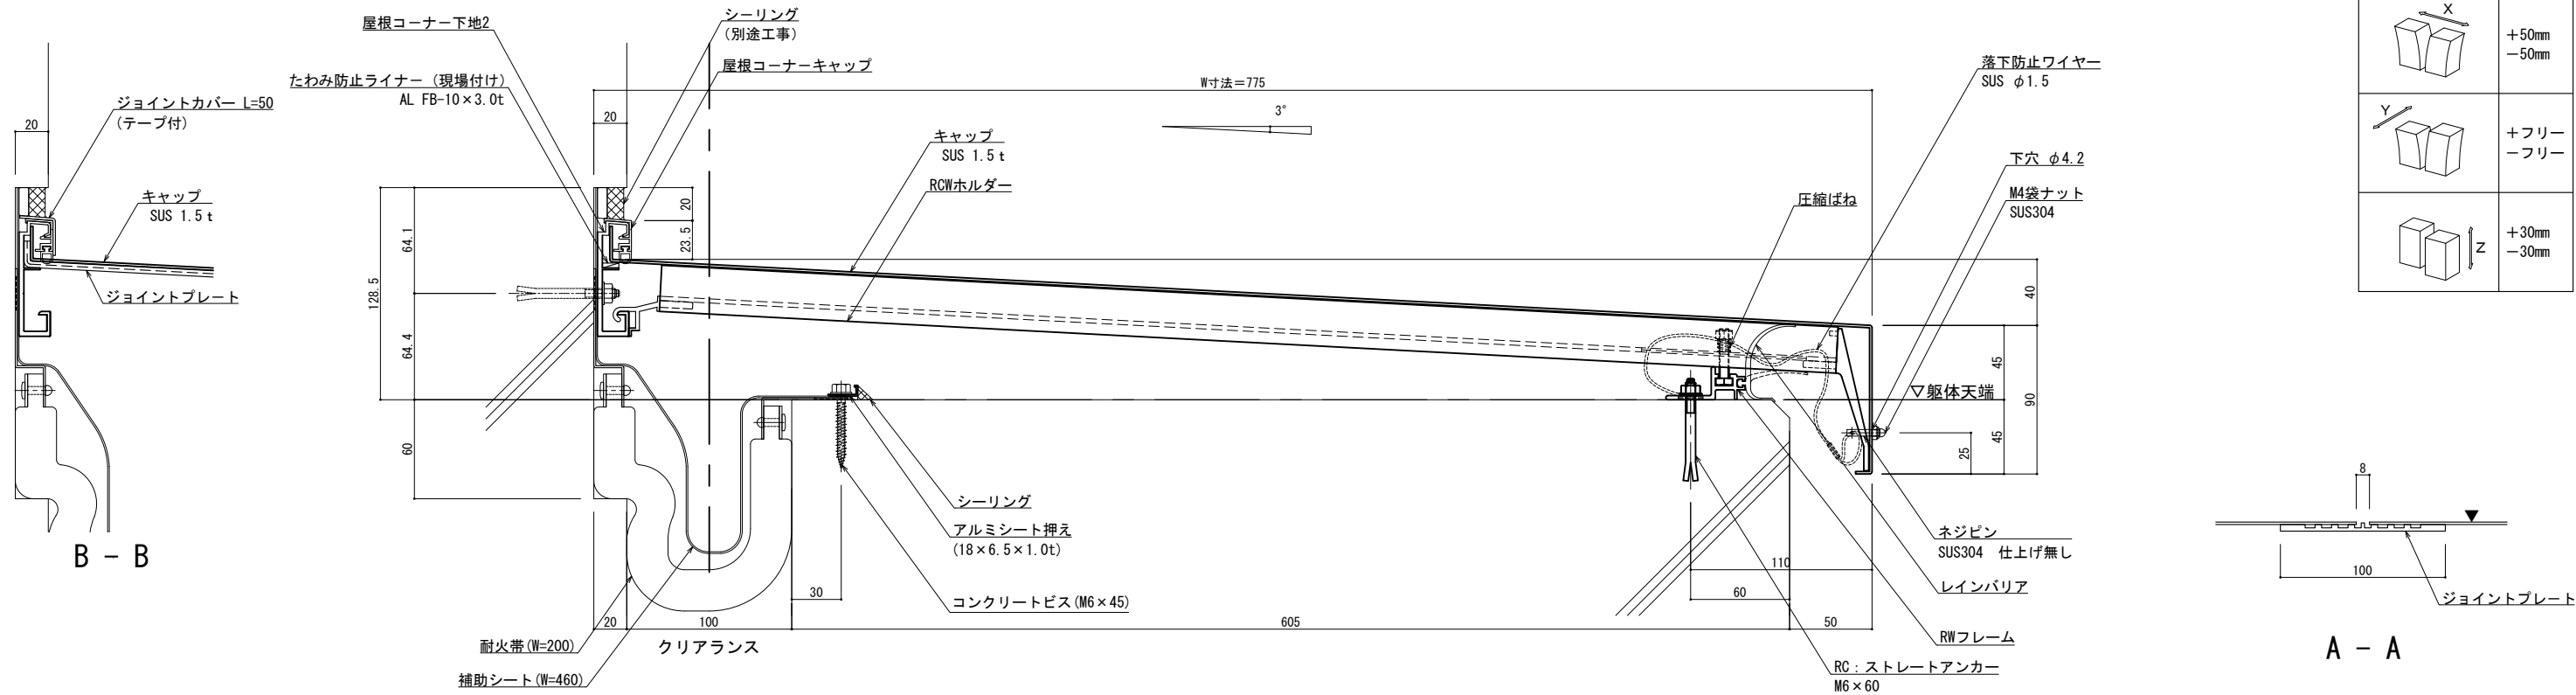 屋根コーナー下地2
たわみ防止ライナー（現場付け）
AL FB-10×3.0t
シーリング
(別途工事)
屋根コーナーキャップ
ジョイントカバー L=50
(テープ付)
20
キャップ
SUS 1.5t
ジョイントプレート
B - B
W寸法=775
20
3°
キャップ
SUS 1.5t
RCWホルダー
128.5
64.1
64.4
60
20
23.5
圧縮ばね
落下防止ワイヤー
SUS φ1.5
下穴 φ4.2
M4袋ナット
SUS304
40
45
▽躯体天端
90
45
25
シーリング
アルミシート押え
(18×6.5×1.0t)
コンクリートビス(M6×45)
30
20
100
クリアランス
605
60
110
50
耐火帯(W=200)
補助シート(W=460)
ネジピン
SUS304 仕上げ無し
レインバリア
RWフレーム
RC：ストレートアンカー
M6×60
X
+50mm
-50mm
Y
+フリー
-フリー
Z
+30mm
-30mm
8
▼
100
ジョイントプレート
A - A